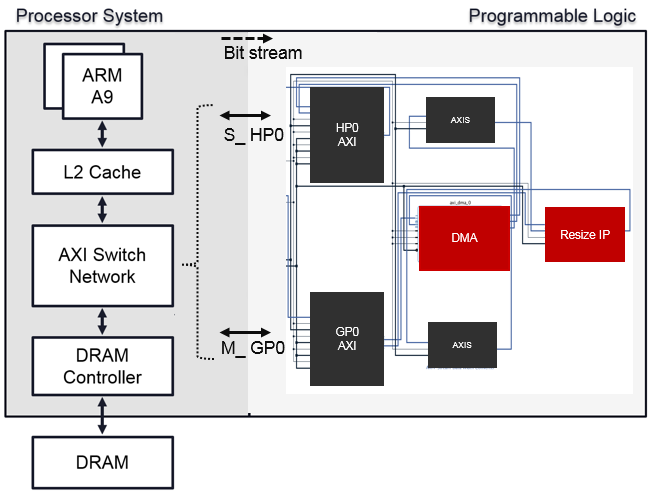 Processor System
Programmable Logic
Bit stream
ARM
A9
S_ HP0
HP0
AXI
AXIS
L2 Cache
axi_dma_0
DMA
Resize IP
AXI Switch
Network
GP0
AXI
AXIS
M_ GP0
DRAM
Controller
DRAM